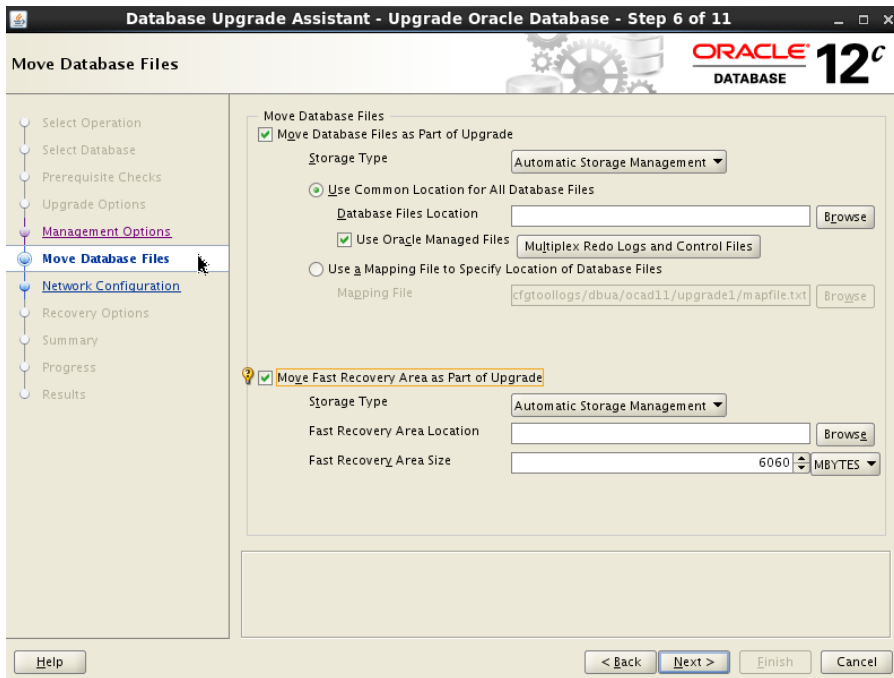 Database Upgrade Assistant - Upgrade Oracle Database - Step 6 of 11
Move Database Files
ORACLE
DATABASE
12c
Select Operation
Select Database
Prerequisite Checks
Upgrade Options
Management Options
Move Database Files
Network Configuration
Recovery Options
Summary
Progress
Results
Move Database Files
Move Database Files as Part of Upgrade
Storage Type Automatic Storage Management
Use Common Location for All Database Files
Database Files Location Browse
Use Oracle Managed Files Multiplex Redo Logs and Control Files
Use a Mapping File to Specify Location of Database Files
Mapping File cfgtoollogs/dbua/ocad11/upgrade1/mapfile.txt Browse
Move Fast Recovery Area as Part of Upgrade
Storage Type Automatic Storage Management
Fast Recovery Area Location Browse
Fast Recovery Area Size 6060 MBYTES
Help < Back Next > Finish Cancel